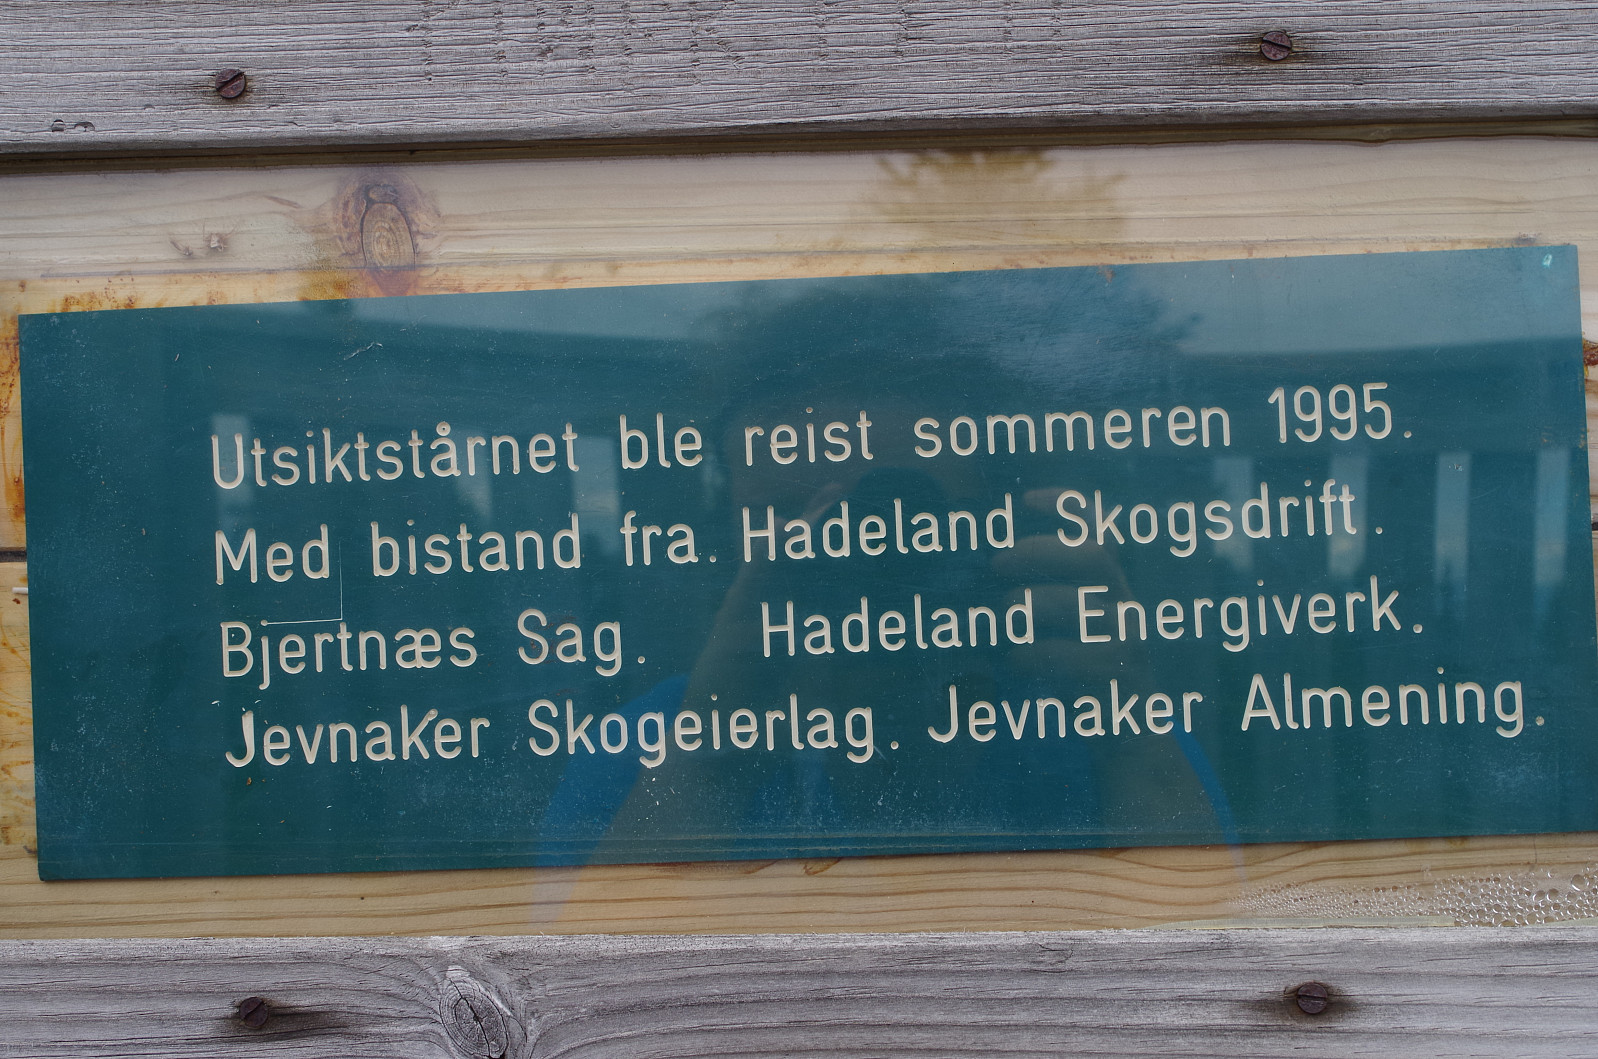 Utsiktstårnet ble reist sommeren 1995.
Med bistand fra. Hadeland Skogsdrift.
Bjertnæs Sag. Hadeland Energiverk.
Jevnaker Skogeierlag. Jevnaker Almening.